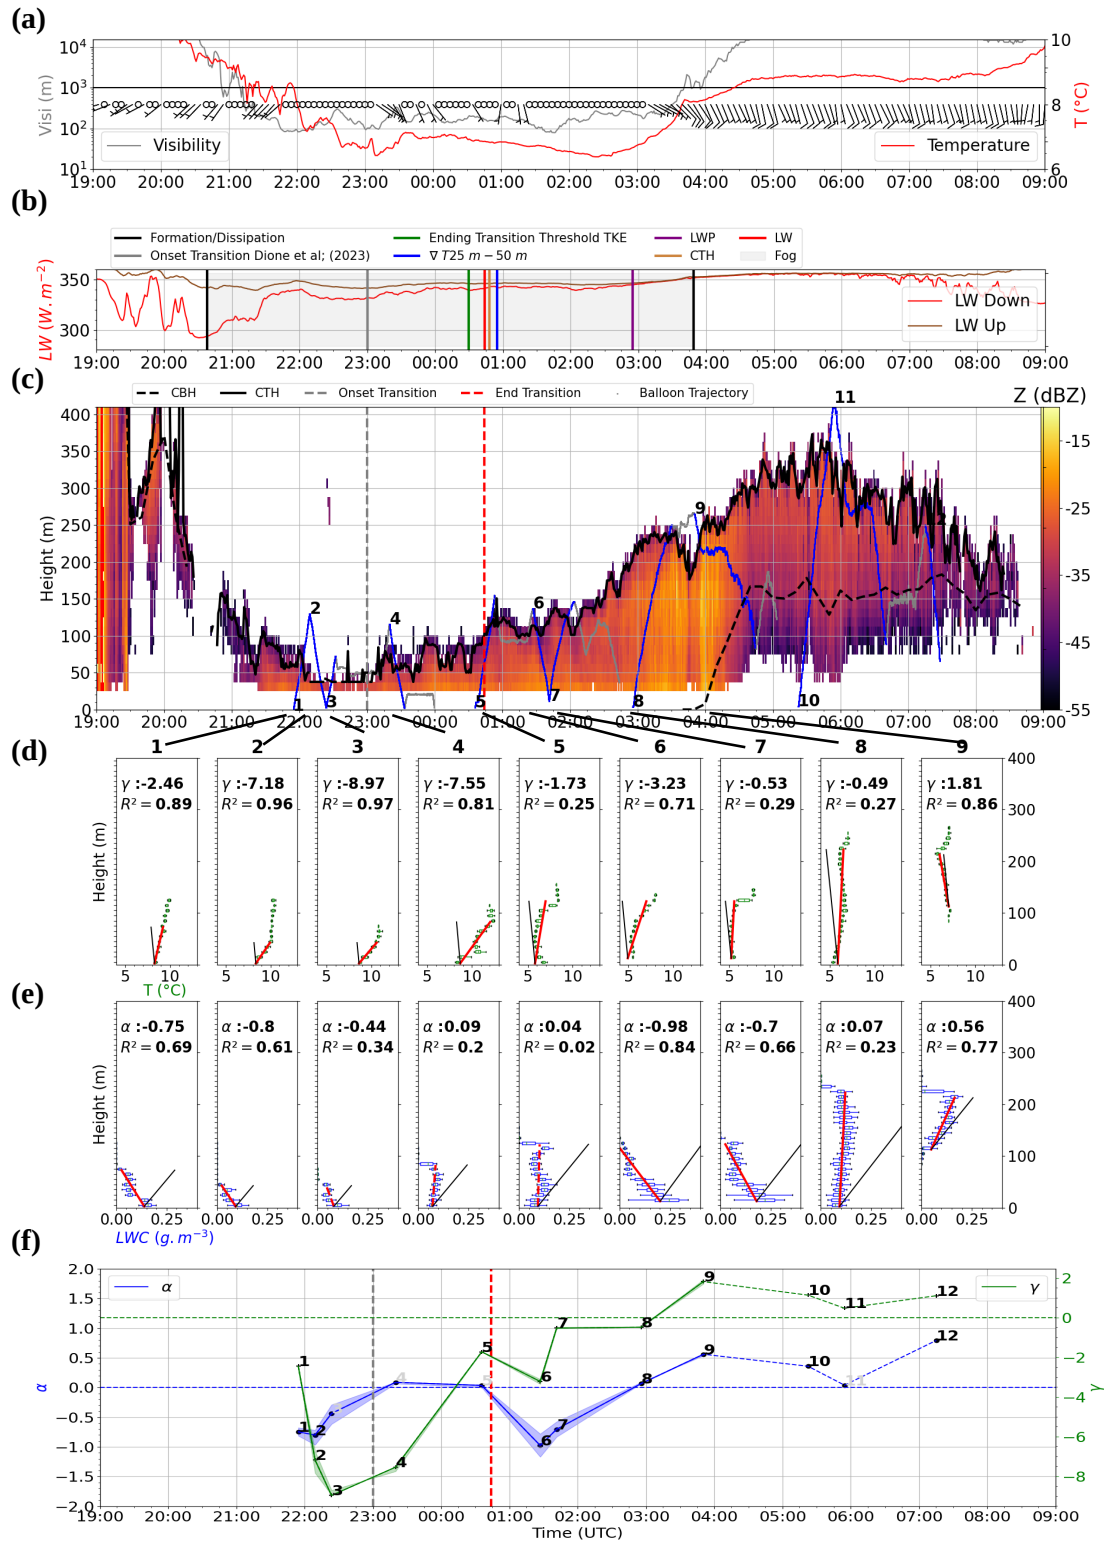 (a)
10⁴
10³
10²
10¹
Visi (m)
Visibility
Temperature
10
8
6
T (°C)
19:00 20:00 21:00 22:00 23:00 00:00 01:00 02:00 03:00 04:00 05:00 06:00 07:00 08:00 09:00
(b)
Formation/Dissipation
Onset Transition Dione et al; (2023)
Ending Transition Threshold TKE
∇ T25 m − 50 m
LWP
CTH
LW
Fog
350
300
LW (W.m⁻²)
LW Down
LW Up
19:00 20:00 21:00 22:00 23:00 00:00 01:00 02:00 03:00 04:00 05:00 06:00 07:00 08:00 09:00
(c)
CBH
CTH
Onset Transition
End Transition
Balloon Trajectory
Z (dBZ)
-15
-25
-35
-45
-55
400
350
300
250
200
150
100
50
0
Height (m)
1
2
3
4
5
6
7
8
9
10
11
2
19:00 20:00 21:00 22:00 23:00 00:00 01:00 02:00 03:00 04:00 05:00 06:00 07:00 08:00 09:00
1 2 3 4 5 6 7 8 9
(d)
Height (m)
γ :-2.46
R² = 0.89
γ :-7.18
R² = 0.96
γ :-8.97
R² = 0.97
γ :-7.55
R² = 0.81
γ :-1.73
R² = 0.25
γ :-3.23
R² = 0.71
γ :-0.53
R² = 0.29
γ :-0.49
R² = 0.27
γ :1.81
R² = 0.86
400
300
200
100
0
5 10 5 10 5 10 5 10 5 10 5 10 5 10 5 10 5 10
T (°C)
(e)
Height (m)
α :-0.75
R² = 0.69
α :-0.8
R² = 0.61
α :-0.44
R² = 0.34
α :0.09
R² = 0.2
α :0.04
R² = 0.02
α :-0.98
R² = 0.84
α :-0.7
R² = 0.66
α :0.07
R² = 0.23
α :0.56
R² = 0.77
400
300
200
100
0
0.00 0.25 0.00 0.25 0.00 0.25 0.00 0.25 0.00 0.25 0.00 0.25 0.00 0.25 0.00 0.25 0.00 0.25
LWC (g.m⁻³)
(f)
2.0
1.5
1.0
0.5
0.0
−0.5
−1.0
−1.5
−2.0
α
α
γ
1
2
3
4
5
6
7
8
9
10
11
12
1
2
4
5
6
7
8
9
10
11
12
2
0
−2
−4
−6
−8
γ
19:00 20:00 21:00 22:00 23:00 00:00 01:00 02:00 03:00 04:00 05:00 06:00 07:00 08:00 09:00
Time (UTC)